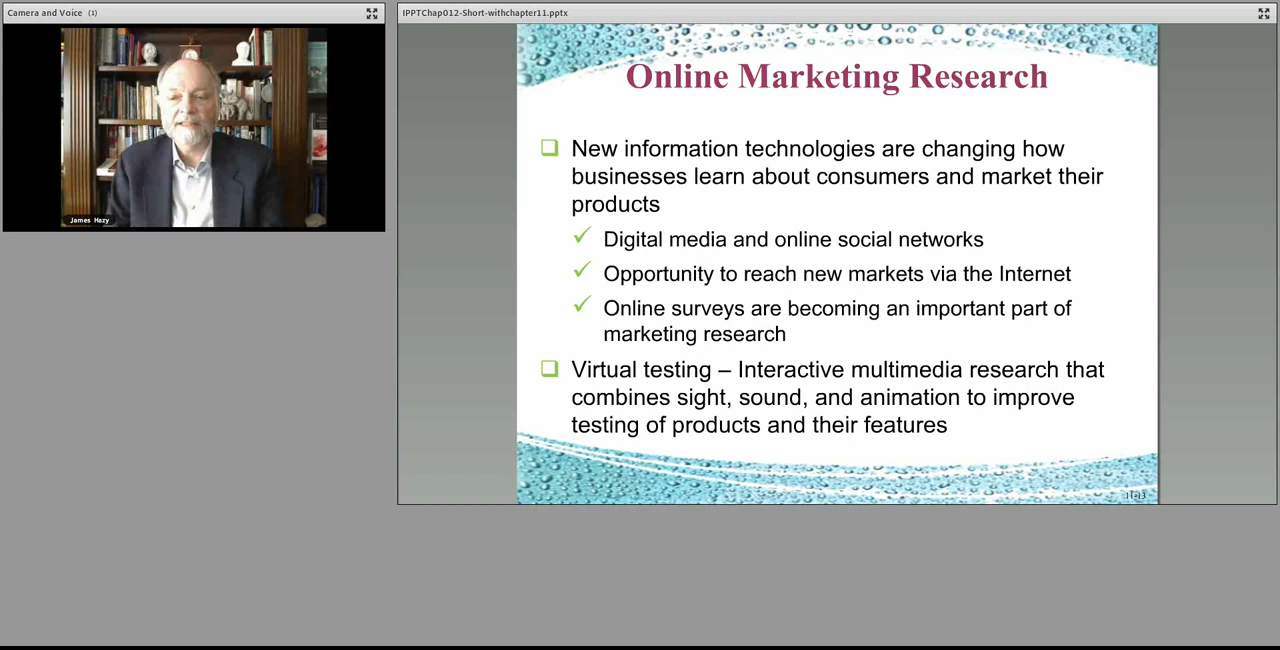 Camera and Voice (1)
James Hazy
IPPTChap012-Short-withchapter11.pptx
Online Marketing Research
New information technologies are changing how
businesses learn about consumers and market their
products
Digital media and online social networks
Opportunity to reach new markets via the Internet
Online surveys are becoming an important part of
marketing research
Virtual testing – Interactive multimedia research that
combines sight, sound, and animation to improve
testing of products and their features
11-13